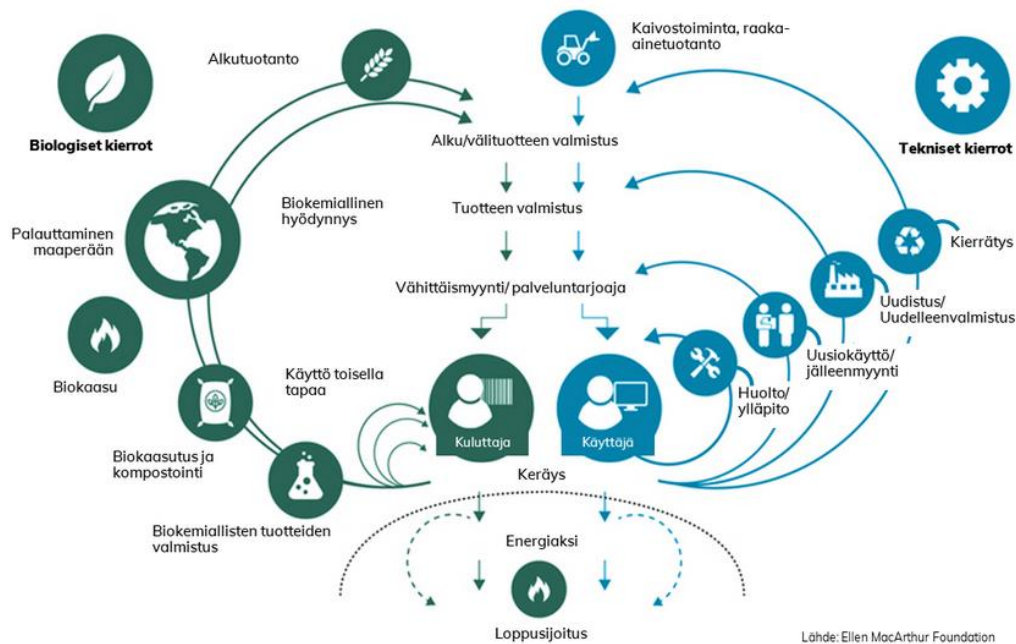 Kaivostoiminta, raaka-
ainetuotanto
Alkutuotanto
Biologiset kierrot
Tekniset kierrot
Alku/välituotteen valmistus
Biokemiallinen
hyödynnys
Tuotteen valmistus
Palauttaminen
maaperään
Kierrätys
Vähittäismyynti/ palveluntarjoaja
Uudistus/
Uudelleenvalmistus
Biokaasu
Käyttö toisella
tapaa
Uusiokäyttö/
jälleenmyynti
Huolto/
ylläpito
Kuluttaja
Käyttäjä
Biokaasutus ja
kompostointi
Keräys
Biokemiallisten tuotteiden
valmistus
Energiaksi
Loppusijoitus
Lähde: Ellen MacArthur Foundation